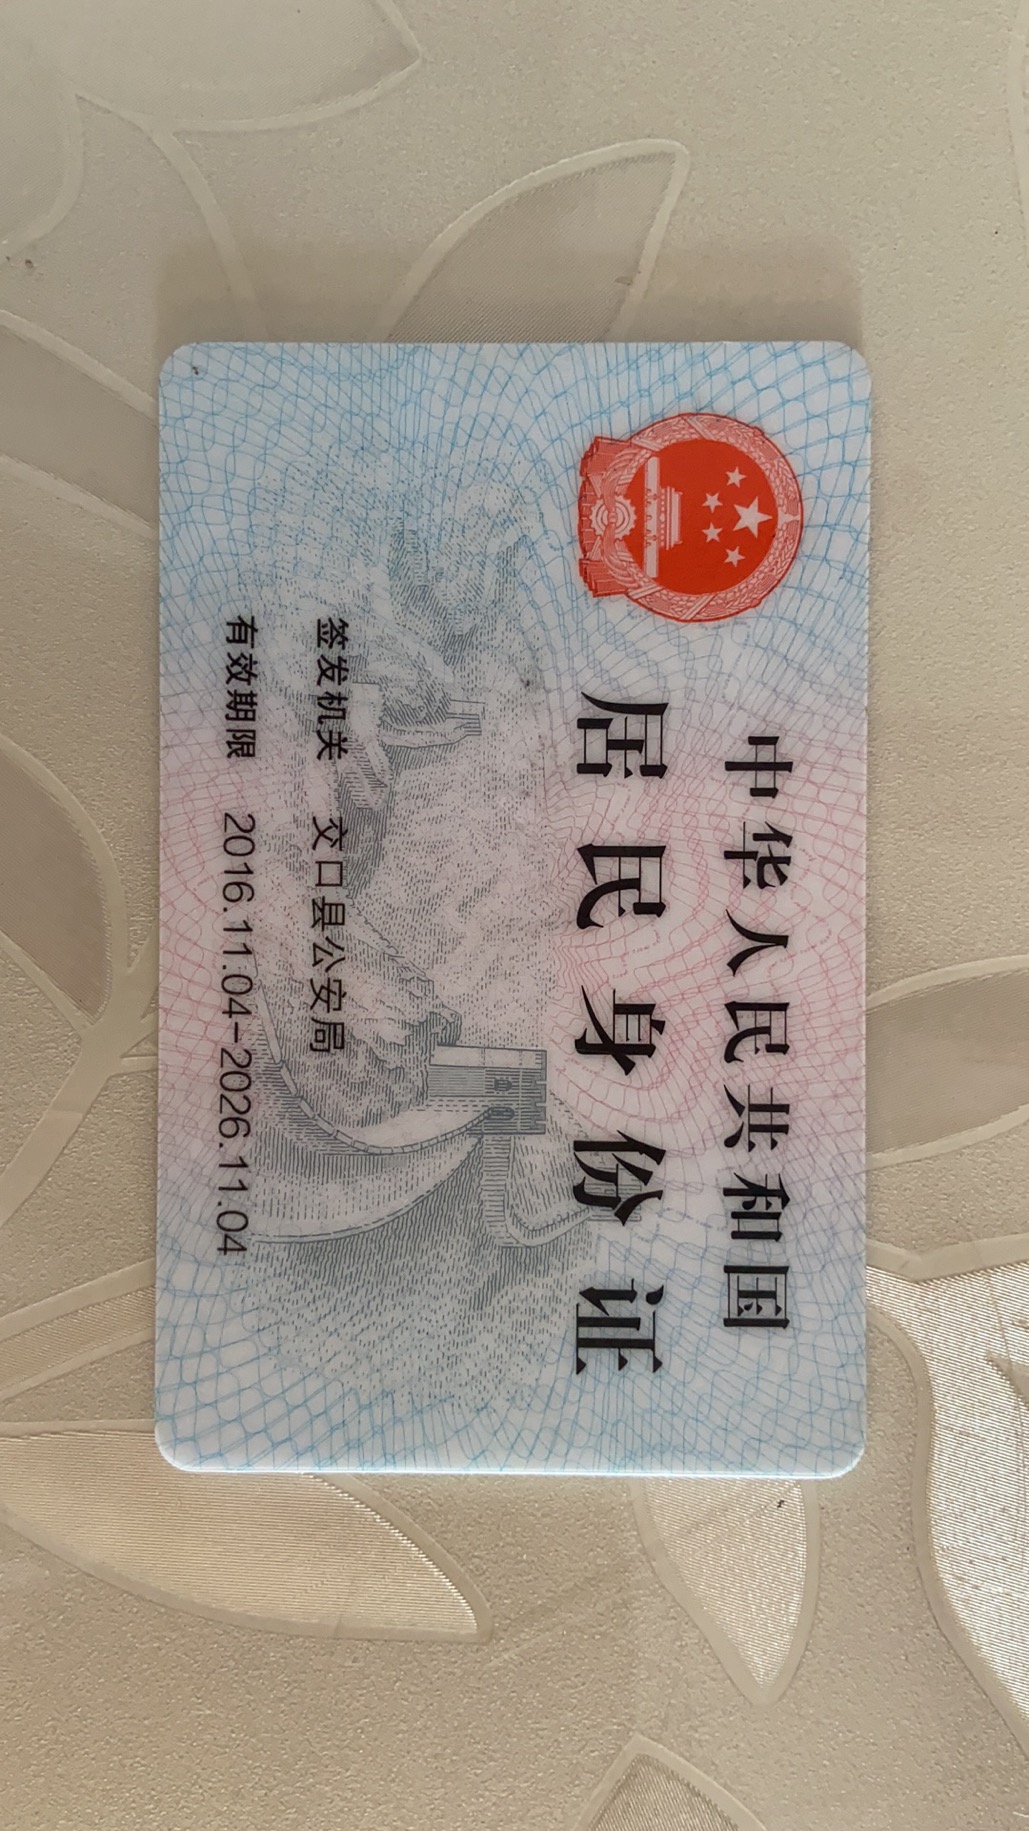 中华人民共和国
居民身份证
签发机关 交口县公安局
有效期限 2016.11.04-2026.11.04